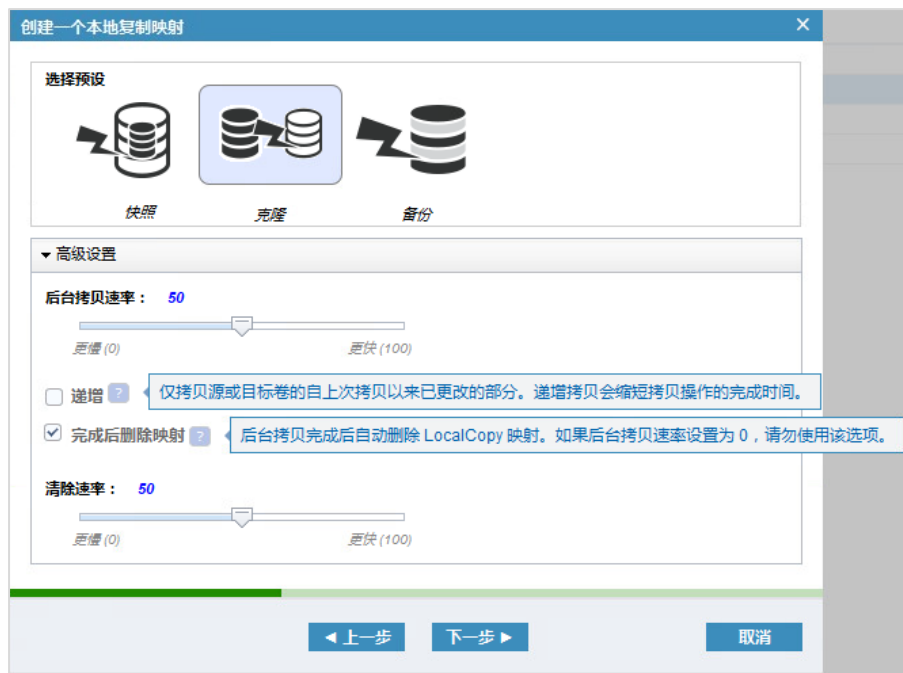 创建一个本地复制映射
选择预设
快照 克隆 备份
高级设置
后台拷贝速率： 50
更慢 (0) 更快 (100)
递增 ? 仅拷贝源或目标卷的自上次拷贝以来已更改的部分。递增拷贝会缩短拷贝操作的完成时间。
完成后删除映射 ? 后台拷贝完成后自动删除 LocalCopy 映射。如果后台拷贝速率设置为 0，请勿使用该选项。
清除速率： 50
更慢 (0) 更快 (100)
上一步 下一步 取消